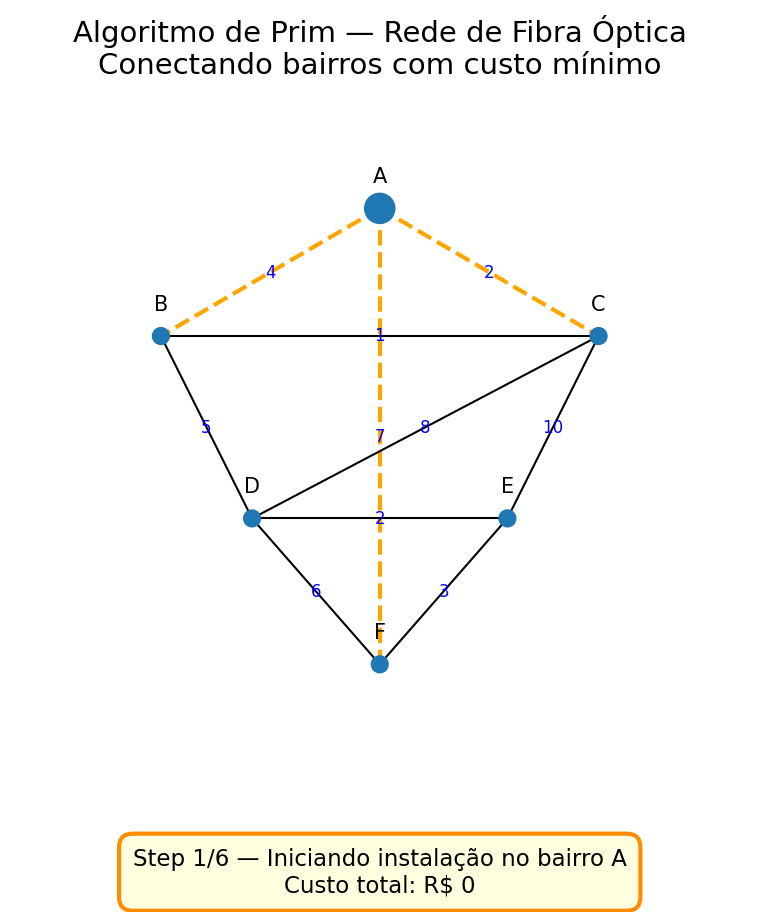 Algoritmo de Prim — Rede de Fibra Óptica
Conectando bairros com custo mínimo
A
4
2
B
C
1
5
7
8
10
D
E
2
6
3
F
Step 1/6 — Iniciando instalação no bairro A
Custo total: R$ 0